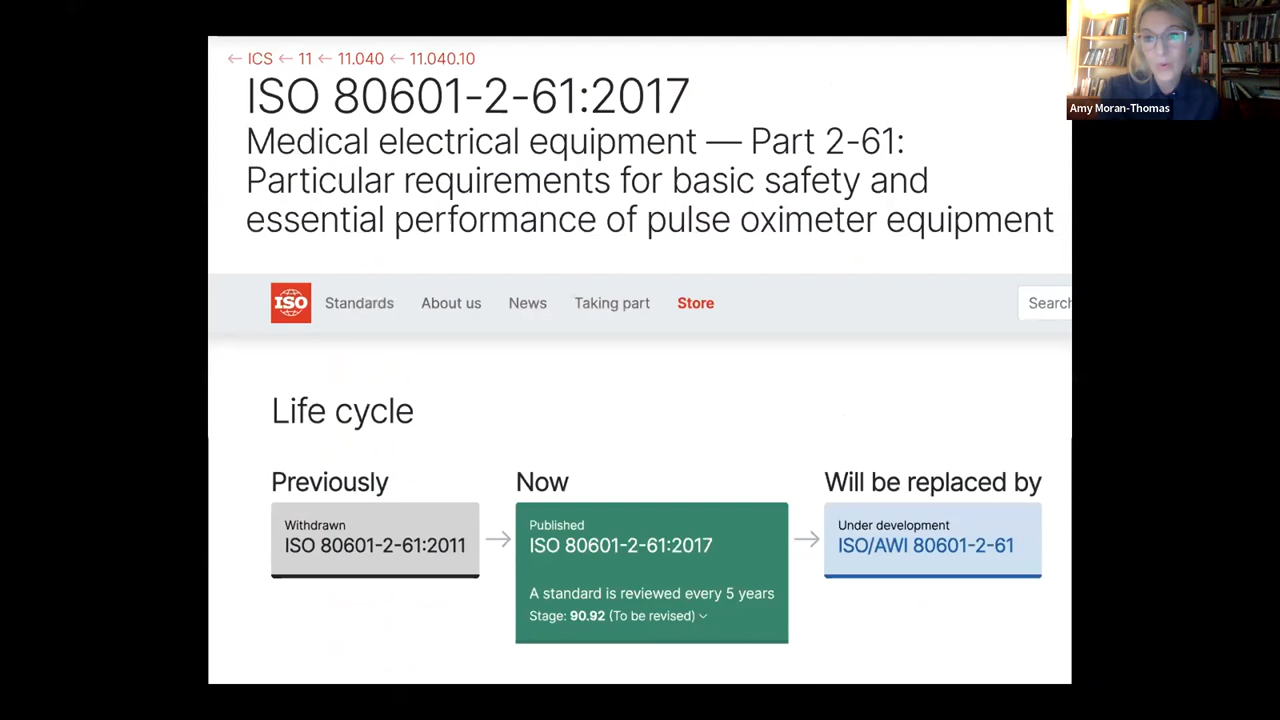 ← ICS ← 11 ← 11.040 ← 11.040.10
ISO 80601-2-61:2017
Medical electrical equipment — Part 2-61:
Particular requirements for basic safety and
essential performance of pulse oximeter equipment
Amy Moran-Thomas
ISO Standards About us News Taking part Store Search
Life cycle
Previously
Withdrawn
ISO 80601-2-61:2011
Now
Published
ISO 80601-2-61:2017
A standard is reviewed every 5 years
Stage: 90.92 (To be revised)
Will be replaced by
Under development
ISO/AWI 80601-2-61